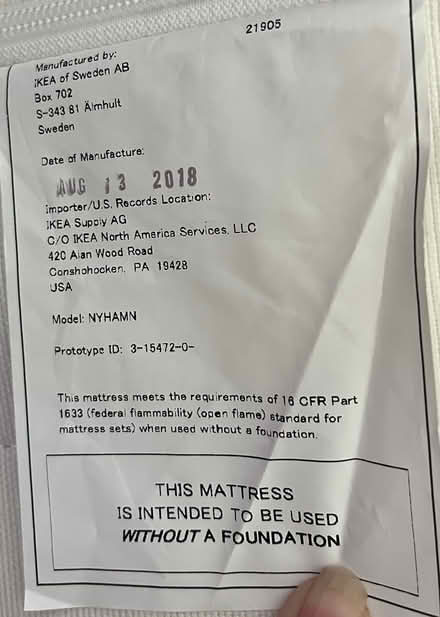 21905
Manufactured by:
IKEA of Sweden AB
Box 702
S-343 81 Älmhult
Sweden
Date of Manufacture:
AUG 13 2018
Importer/U.S. Records Location:
IKEA Supply AG
C/O IKEA North America Services, LLC
420 Alan Wood Road
Conshohocken, PA 19428
USA
Model: NYHAMN
Prototype ID: 3-15472-0-
This mattress meets the requirements of 16 CFR Part
1633 (federal flammability (open flame) standard for
mattress sets) when used without a foundation.
THIS MATTRESS
IS INTENDED TO BE USED
WITHOUT A FOUNDATION